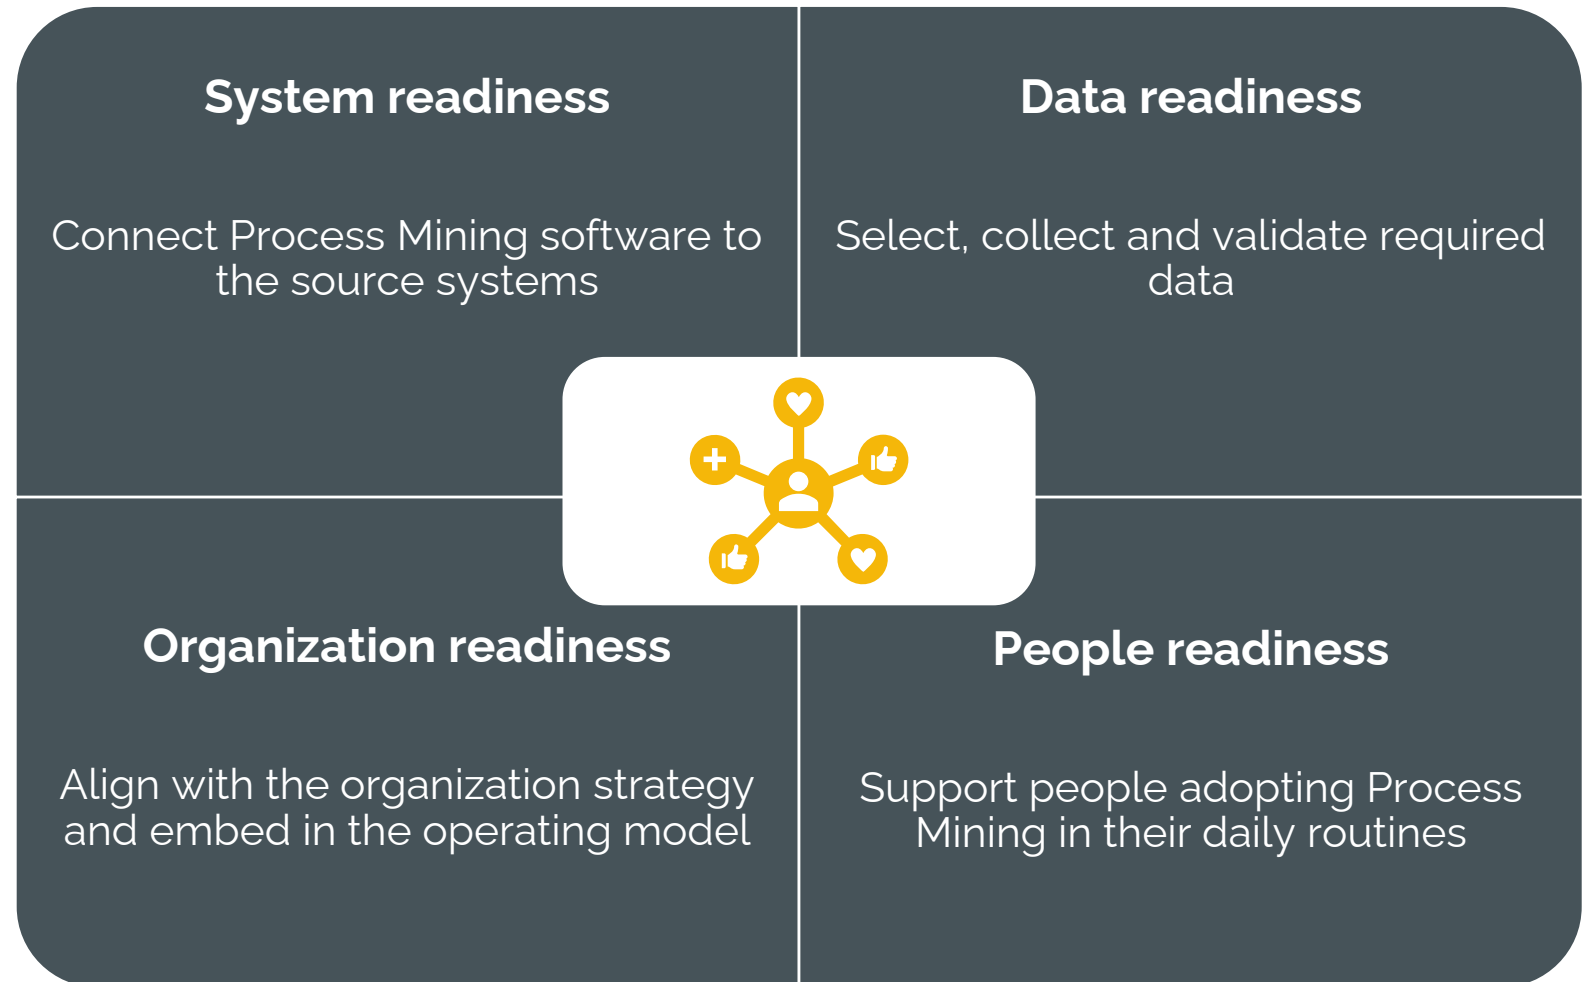 System readiness
Connect Process Mining software to
the source systems
Data readiness
Select, collect and validate required
data
Organization readiness
Align with the organization strategy
and embed in the operating model
People readiness
Support people adopting Process
Mining in their daily routines